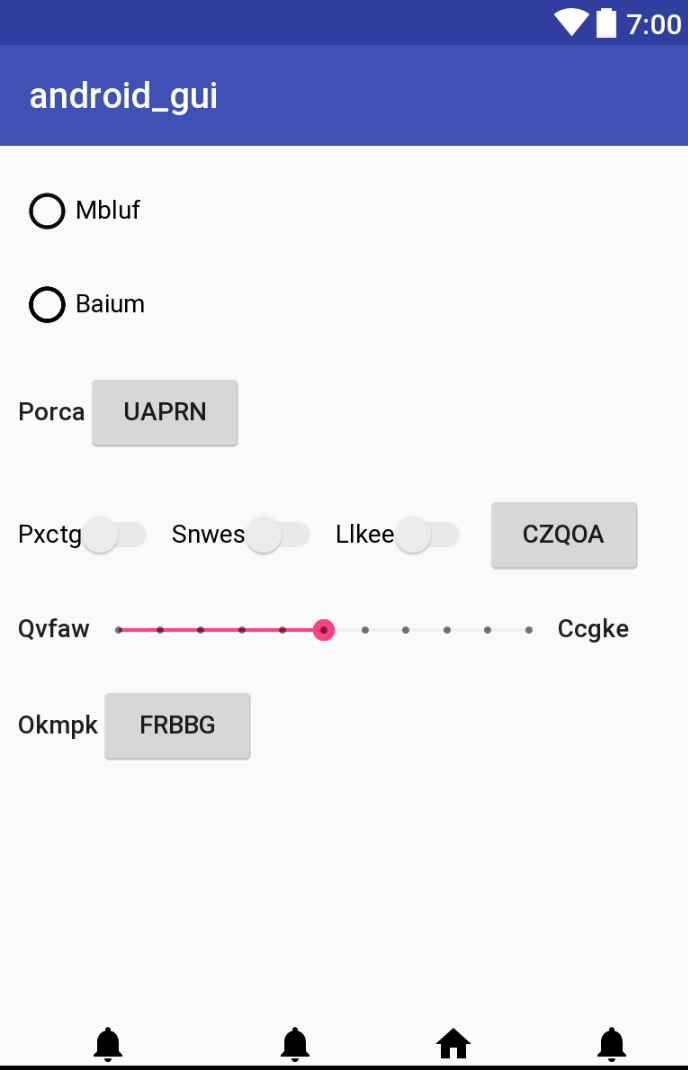 7:00
android_gui
Mbluf
Baium
Porca UAPRN
Pxctg Snwes Llkee CZQOA
Qvfaw Ccgke
Okmpk FRBBG